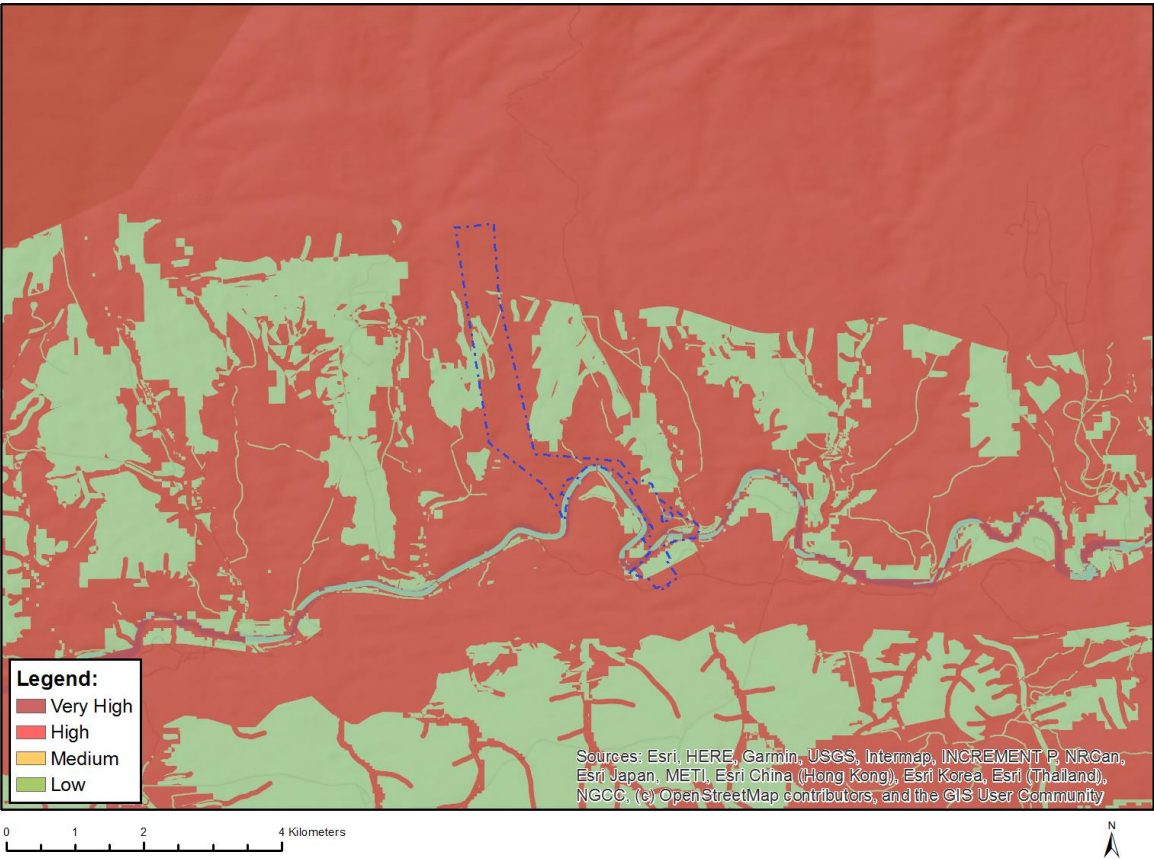 Legend:
Very High
High
Medium
Low
Sources: Esri, HERE, Garmin, USGS, Intermap, INCREMENT P, NRCan,
Esri Japan, METI, Esri China (Hong Kong), Esri Korea, Esri (Thailand),
NGCC, (c) OpenStreetMap contributors, and the GIS User Community
0 1 2 4 Kilometers
N